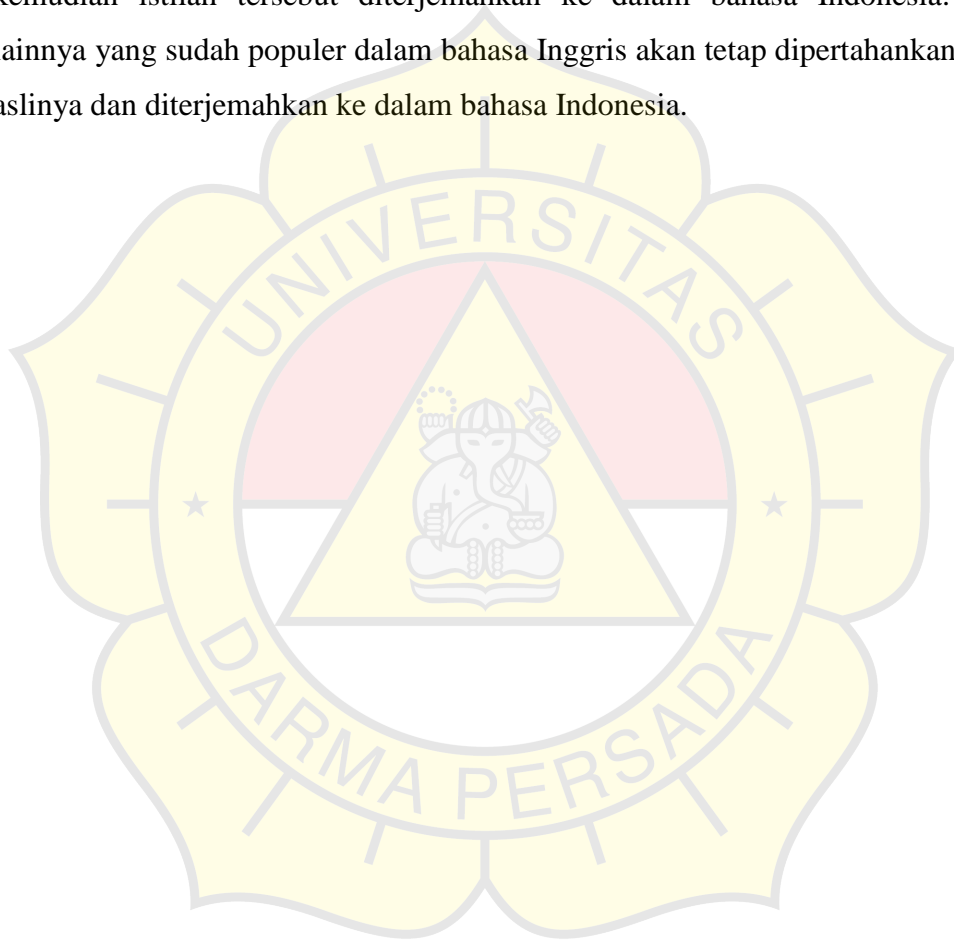 kemudian istilah tersebut diterjemankan ke dalam bahasa Indonesia.
lainnya yang sudah populer dalam bahasa Inggris akan tetap dipertahankan
aslinya dan diterjemahkan ke dalam bahasa Indonesia.
UNIVERSITAS
DARMA PERSADA